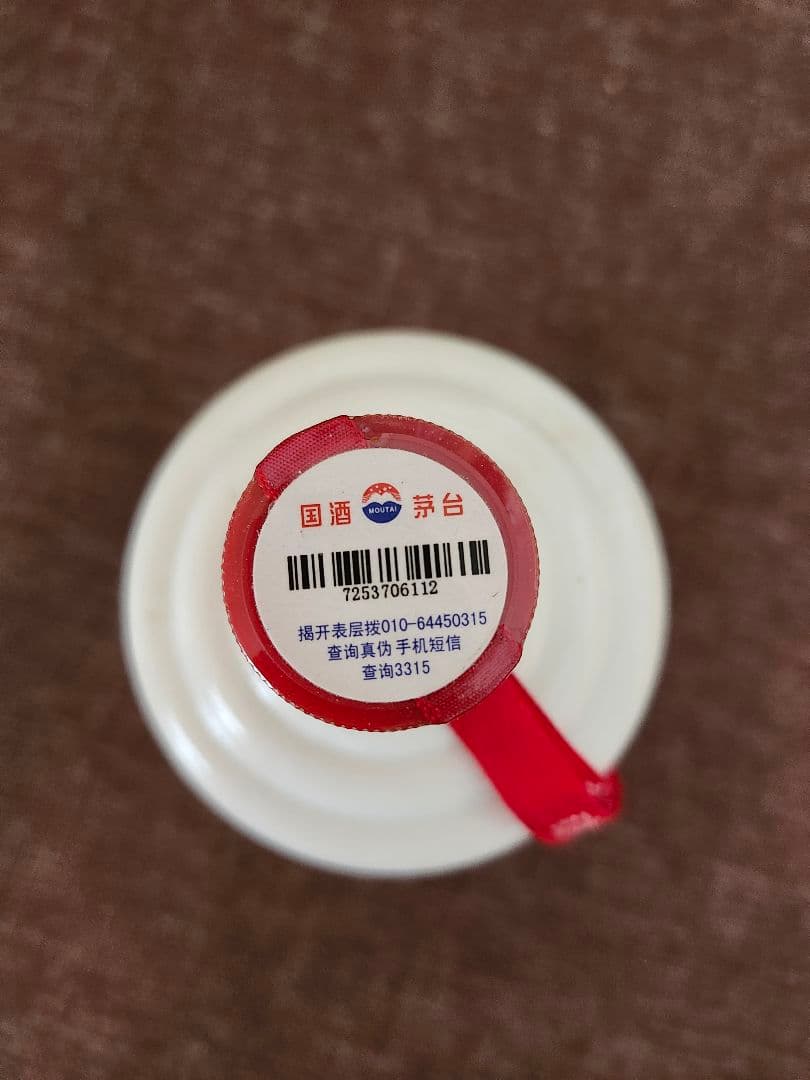 国酒 MOUTAI 茅台
7253706112
揭开表层拨010-64450315
查询真伪 手机短信
查询3315